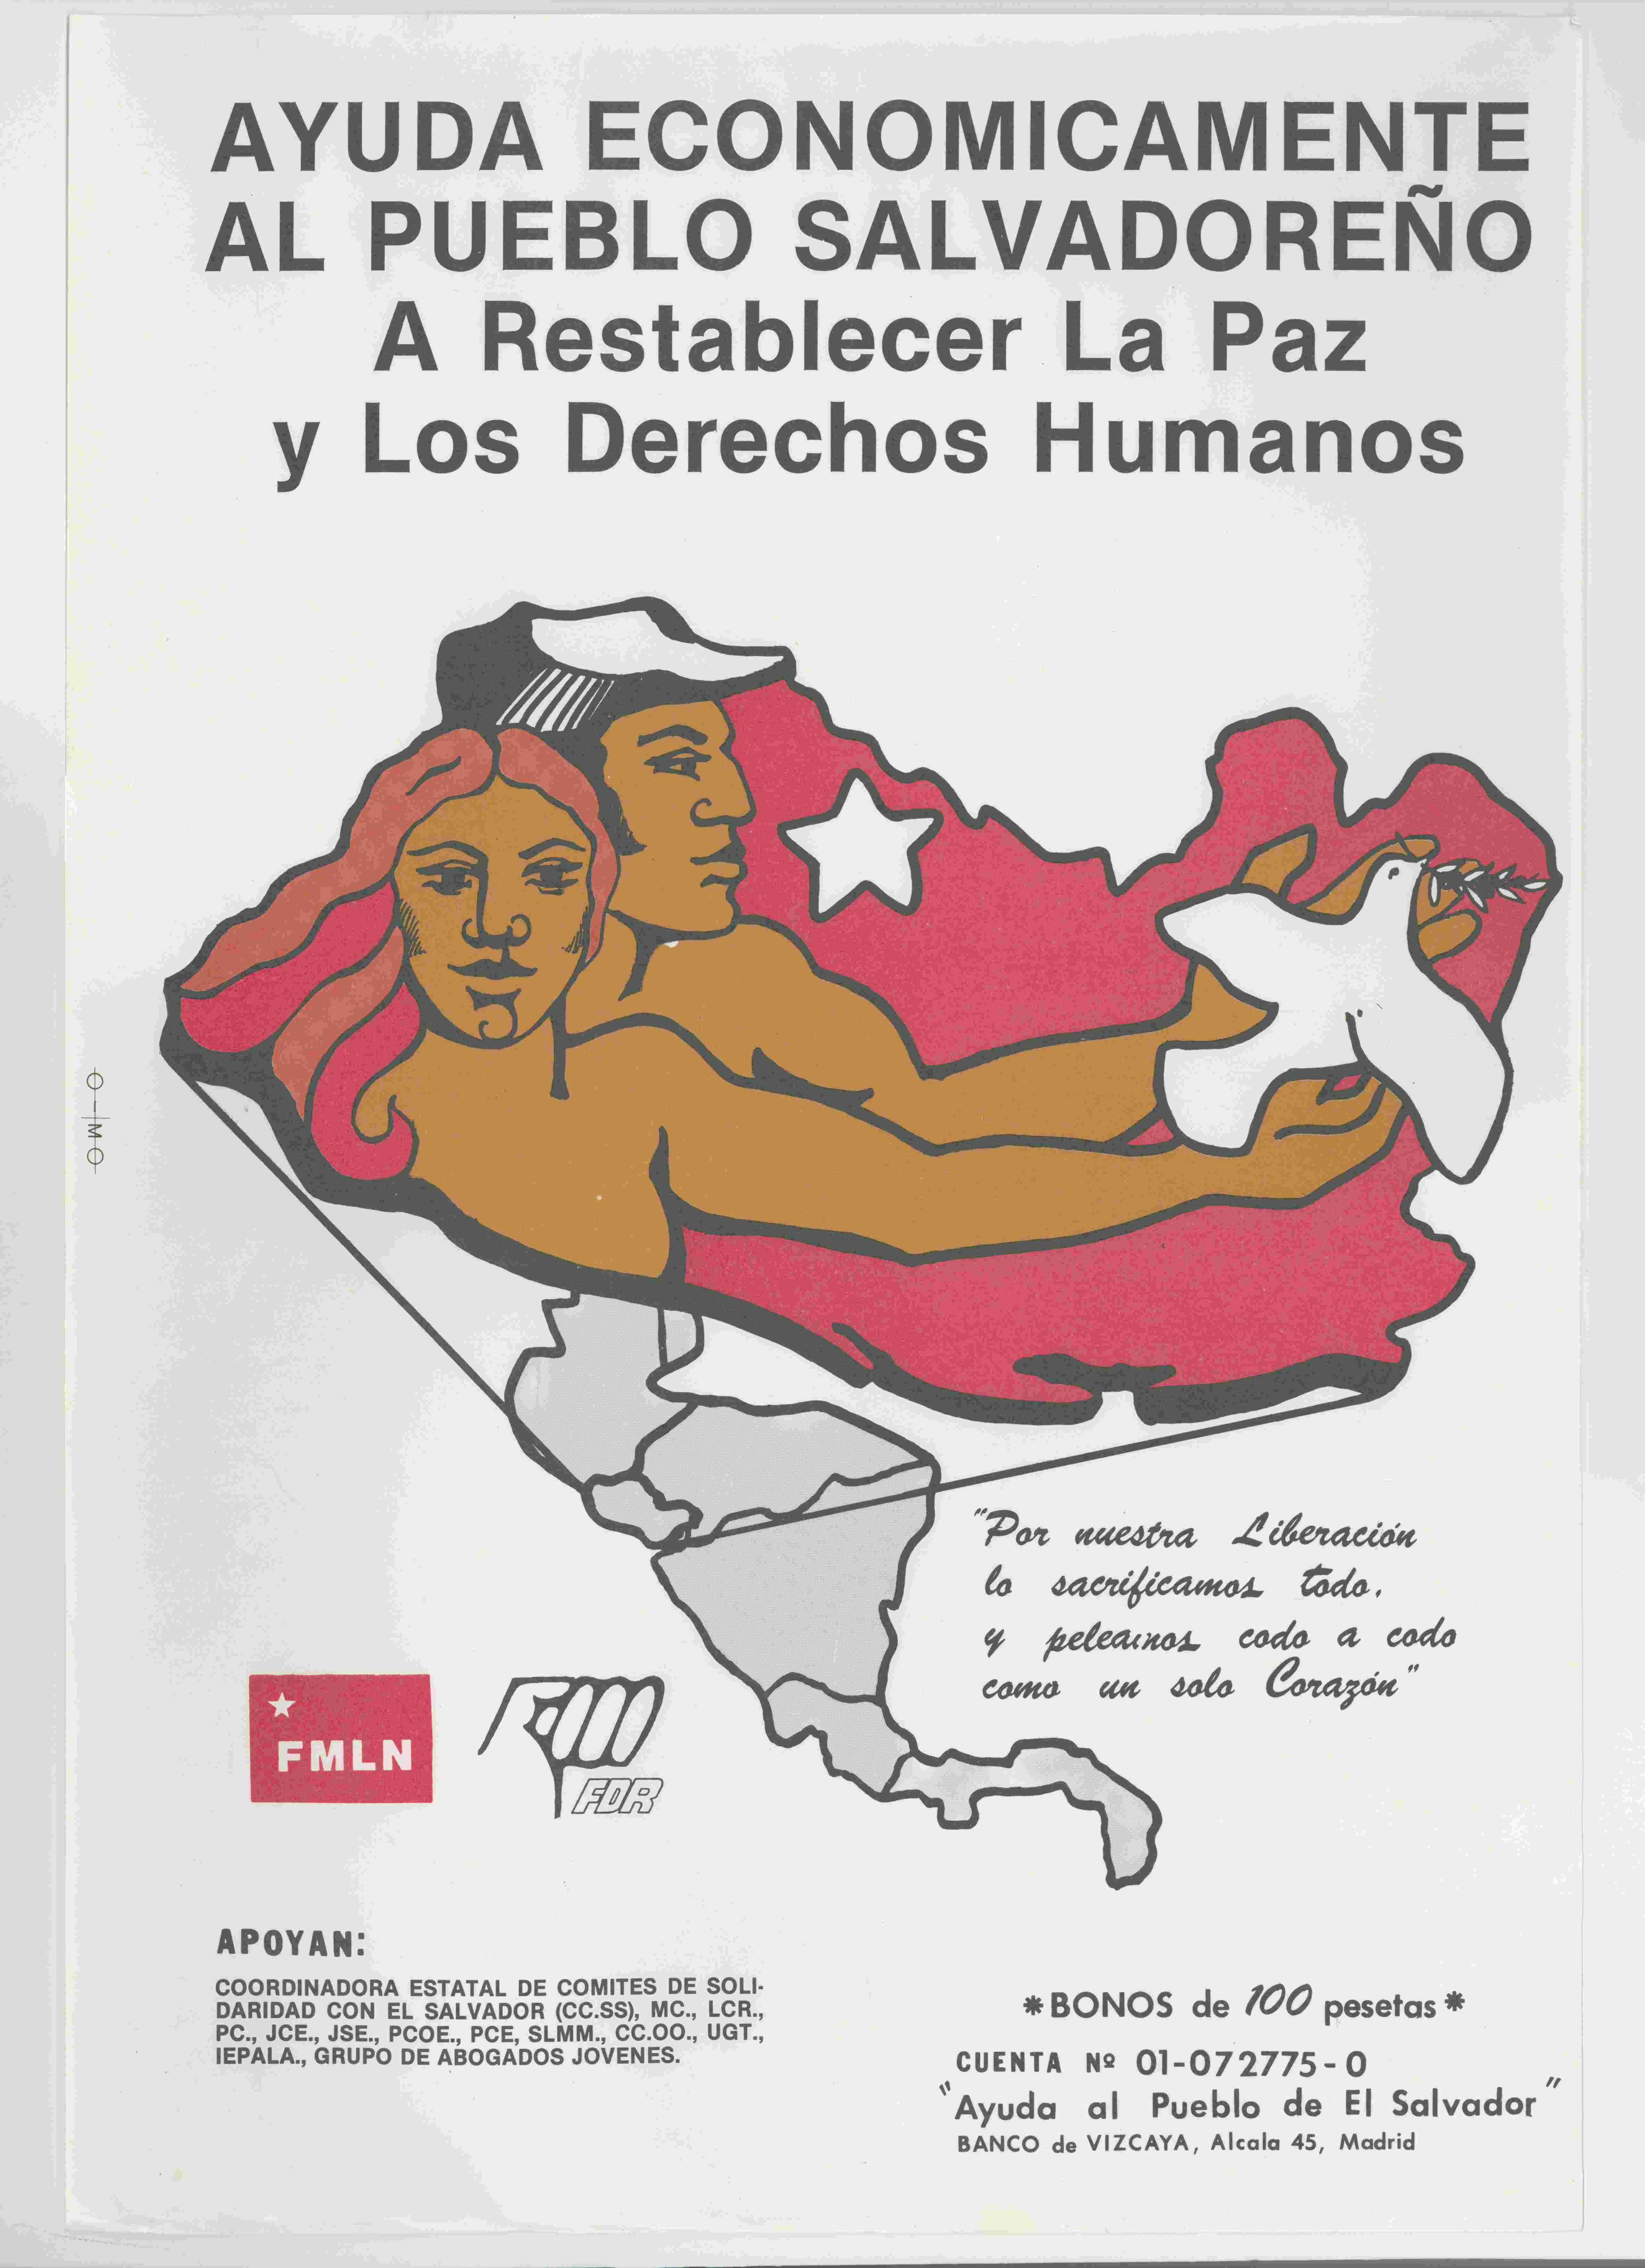 AYUDA ECONOMICAMENTE
AL PUEBLO SALVADOREÑO
A Restablecer La Paz
y Los Derechos Humanos
"Por nuestra Liberación
lo sacrificamos todo,
y peleamos codo a codo
como un solo Corazón"
FMLN
FDR
APOYAN:
COORDINADORA ESTATAL DE COMITES DE SOLI-
DARIDAD CON EL SALVADOR (CC.SS), MC., LCR.,
PC., JCE., JSE., PCOE., PCE, SLMM., CC.OO., UGT.,
IEPALA., GRUPO DE ABOGADOS JOVENES.
*BONOS de 100 pesetas*
CUENTA Nº 01-072775-0
"Ayuda al Pueblo de El Salvador"
BANCO de VIZCAYA, Alcala 45, Madrid